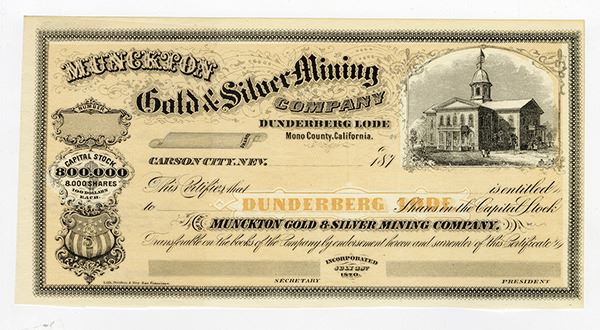 MUNCKTON
Gold & Silver Mining
COMPANY
DUNDERBERG LODE
Mono County, California.
NUMBER
SHARES
CARSON CITY, NEV. 187
CAPITAL STOCK
800,000
8,000 SHARES
100 DOLLARS
EACH.
This Certifies that is entitled
to DUNDERBERG LODE Shares in the Capital Stock
of the MUNCKTON GOLD & SILVER MINING COMPANY.
Transferable on the books of the Company by endorsement hereon and surrender of this Certificate
INCORPORATED
1870.
SECRETARY
PRESIDENT